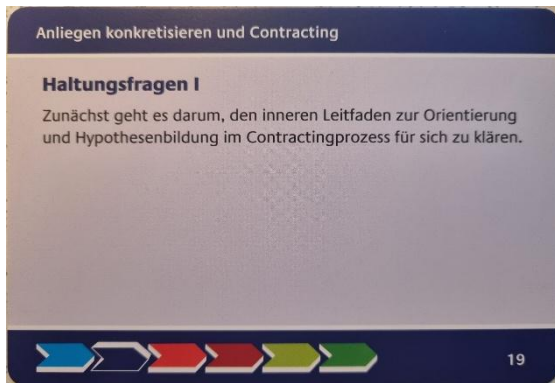 Anliegen konkretisieren und Contracting
Haltungsfragen I
Zunächst geht es darum, den inneren Leitfaden zur Orientierung
und Hypothesenbildung im Contractingprozess für sich zu klären.
19